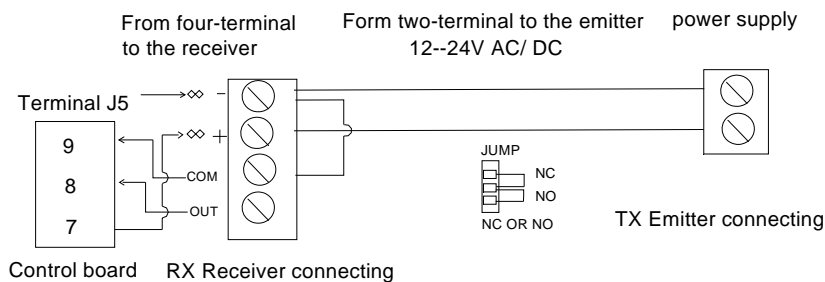 From four-terminal
to the receiver
Form two-terminal to the emitter
12--24V AC/ DC
power supply
Terminal J5
-
+
9
8
7
COM
OUT
JUMP
NC
NO
NC OR NO
TX Emitter connecting
Control board
RX Receiver connecting